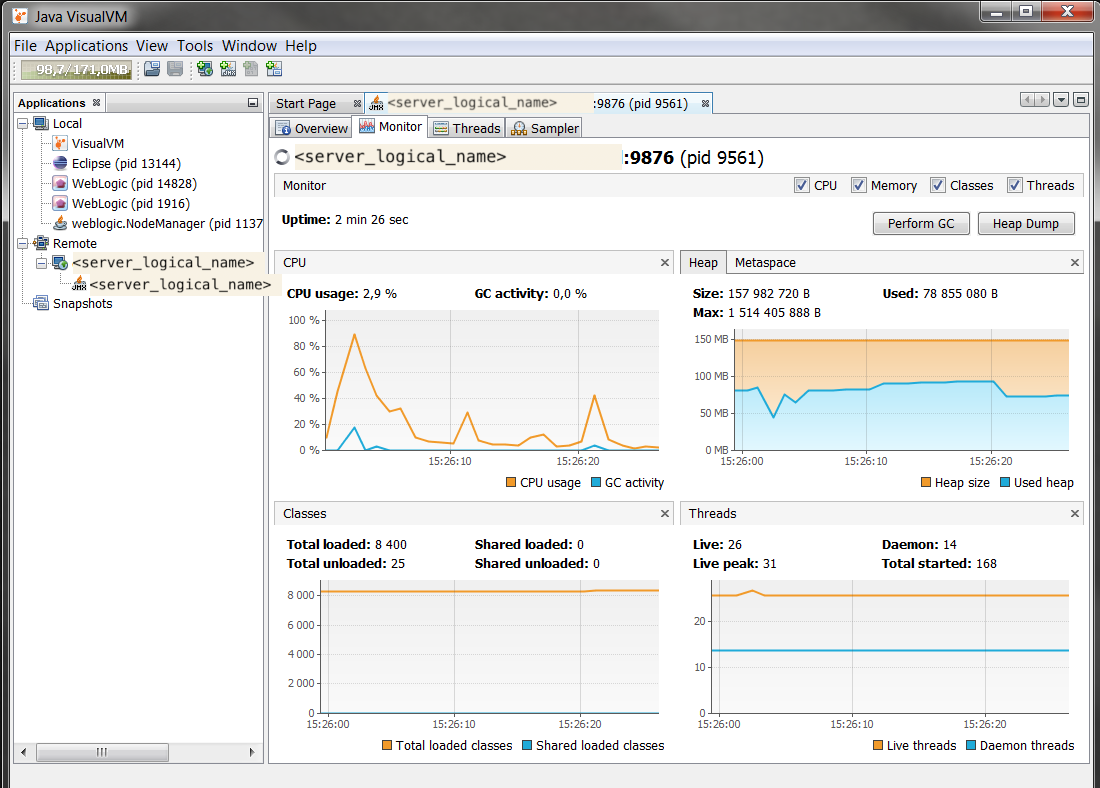 Java VisualVM
File Applications View Tools Window Help
98,7/171,0MB
Applications
Local
VisualVM
Eclipse (pid 13144)
WebLogic (pid 14828)
WebLogic (pid 1916)
weblogic.NodeManager (pid 1137
Remote
<server_logical_name>
JMX <server_logical_name>
Snapshots
Start Page JMX <server_logical_name> :9876 (pid 9561)
Overview Monitor Threads Sampler
<server_logical_name> :9876 (pid 9561)
Monitor CPU Memory Classes Threads
Uptime: 2 min 26 sec Perform GC Heap Dump
CPU
CPU usage: 2,9 % GC activity: 0,0 %
100 %
80 %
60 %
40 %
20 %
0 %
15:26:10 15:26:20
CPU usage GC activity
Heap Metaspace
Size: 157 982 720 B Used: 78 855 080 B
Max: 1 514 405 888 B
150 MB
100 MB
50 MB
0 MB
15:26:00 15:26:10 15:26:20
Heap size Used heap
Classes
Total loaded: 8 400 Shared loaded: 0
Total unloaded: 25 Shared unloaded: 0
8 000
6 000
4 000
2 000
0
15:26:00 15:26:10 15:26:20
Total loaded classes Shared loaded classes
Threads
Live: 26 Daemon: 14
Live peak: 31 Total started: 168
20
10
0
15:26:00 15:26:10 15:26:20
Live threads Daemon threads